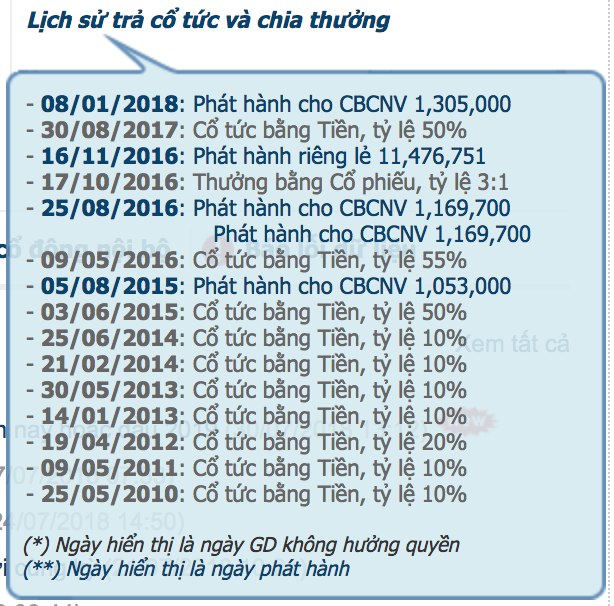 Lịch sử trả cổ tức và chia thưởng
- 08/01/2018: Phát hành cho CBCNV 1,305,000
- 30/08/2017: Cổ tức bằng Tiền, tỷ lệ 50%
- 16/11/2016: Phát hành riêng lẻ 11,476,751
- 17/10/2016: Thưởng bằng Cổ phiếu, tỷ lệ 3:1
- 25/08/2016: Phát hành cho CBCNV 1,169,700
Phát hành cho CBCNV 1,169,700
- 09/05/2016: Cổ tức bằng Tiền, tỷ lệ 55%
- 05/08/2015: Phát hành cho CBCNV 1,053,000
- 03/06/2015: Cổ tức bằng Tiền, tỷ lệ 50%
- 25/06/2014: Cổ tức bằng Tiền, tỷ lệ 10%
Xem tất cả
- 21/02/2014: Cổ tức bằng Tiền, tỷ lệ 10%
- 30/05/2013: Cổ tức bằng Tiền, tỷ lệ 10%
- 14/01/2013: Cổ tức bằng Tiền, tỷ lệ 10%
- 19/04/2012: Cổ tức bằng Tiền, tỷ lệ 20%
- 09/05/2011: Cổ tức bằng Tiền, tỷ lệ 10%
- 25/05/2010: Cổ tức bằng Tiền, tỷ lệ 10%
24/07/2018 14:50)
(*) Ngày hiển thị là ngày GD không hưởng quyền
(**) Ngày hiển thị là ngày phát hành